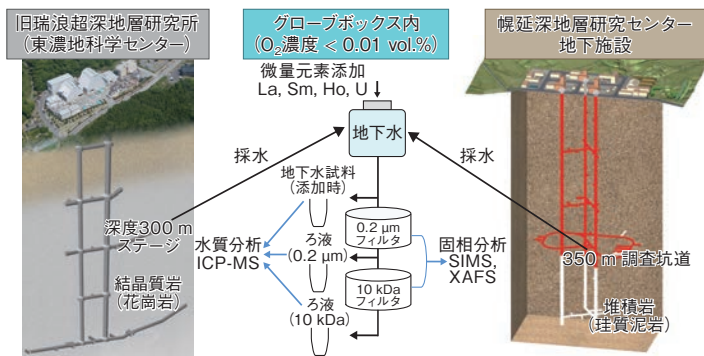 旧瑞浪超深地層研究所
(東濃地科学センター)
深度300 m
ステージ
結晶質岩
(花崗岩)
採水
グローブボックス内
(O₂濃度 < 0.01 vol.%)
微量元素添加
La, Sm, Ho, U
地下水
地下水試料
(添加時)
0.2 μm
フィルタ
水質分析
ICP-MS
ろ液
(0.2 μm)
固相分析
SIMS,
XAFS
10 kDa
フィルタ
ろ液
(10 kDa)
幌延深地層研究センター
地下施設
採水
350 m 調査坑道
堆積岩
(珪質泥岩)